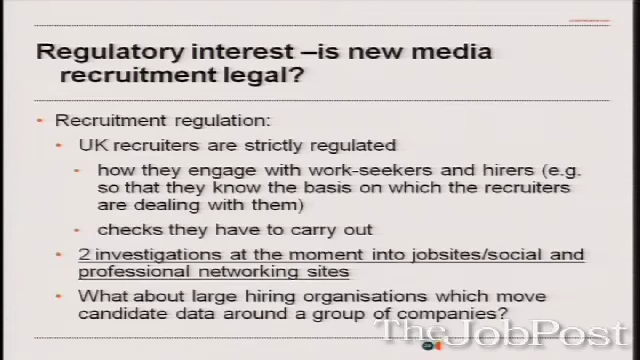 Regulatory interest –is new media
recruitment legal?
• Recruitment regulation:
• UK recruiters are strictly regulated
• how they engage with work-seekers and hirers (e.g.
so that they know the basis on which the recruiters
are dealing with them)
• checks they have to carry out
• 2 investigations at the moment into jobsites/social and
professional networking sites
• What about large hiring organisations which move
candidate data around a group of companies?
TheJobPost